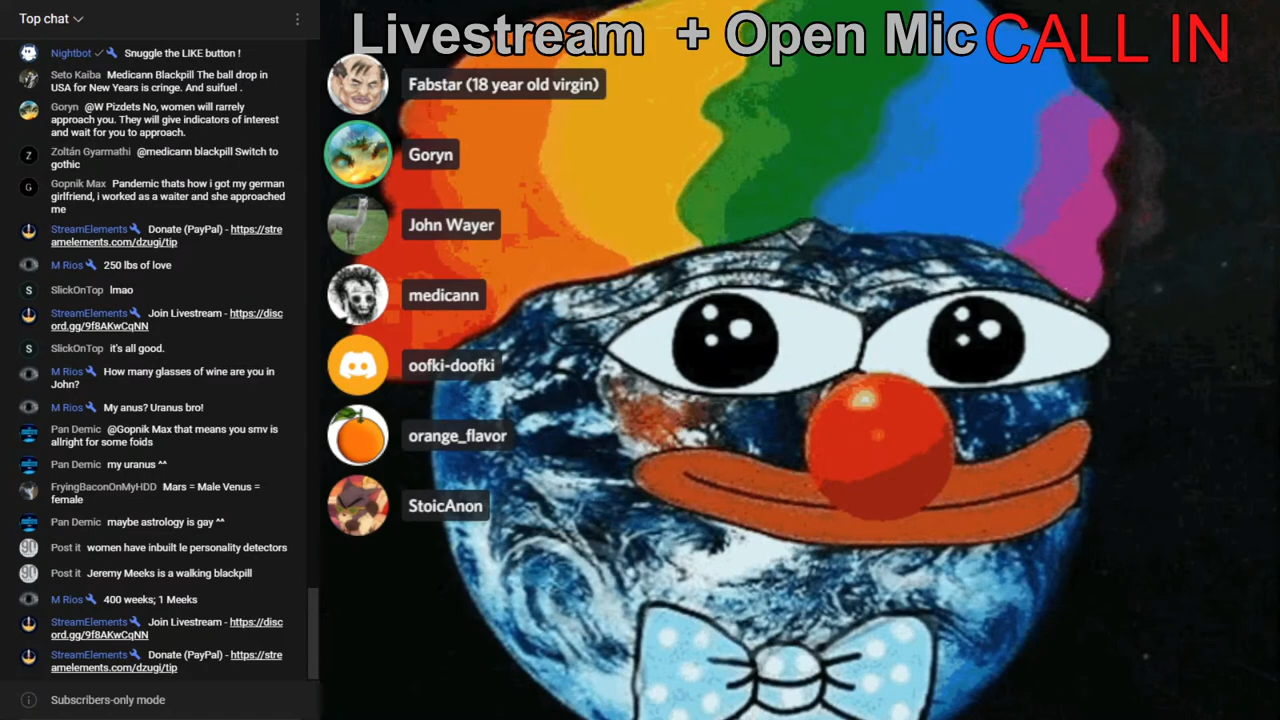 Top chat
Nightbot Snuggle the LIKE button !
Seto Kaiba Medicann Blackpill The ball drop in
USA for New Years is cringe. And suifuel .
Goryn @W Pizdets No, women will rarrely
approach you. They will give indicators of interest
and wait for you to approach.
Z Zoltán Gyarmathi @medicann blackpill Switch to
gothic
G Gopnik Max Pandemic thats how i got my german
girlfriend, i worked as a waiter and she approached
me
StreamElements Donate (PayPal) - https://stre
amelements.com/dzugi/tip
M Rios 250 lbs of love
S SlickOnTop lmao
StreamElements Join Livestream - https://disc
ord.gg/9f8AKwCqNN
S SlickOnTop it's all good.
M Rios How many glasses of wine are you in
John?
M Rios My anus? Uranus bro!
Pan Demic @Gopnik Max that means you smv is
allright for some foids
Pan Demic my uranus ^^
FryingBaconOnMyHDD Mars = Male Venus =
female
Pan Demic maybe astrology is gay ^^
Post it women have inbuilt le personality detectors
Post it Jeremy Meeks is a walking blackpill
M Rios 400 weeks; 1 Meeks
StreamElements Join Livestream - https://disc
ord.gg/9f8AKwCqNN
StreamElements Donate (PayPal) - https://stre
amelements.com/dzugi/tip
Subscribers-only mode
Livestream + Open Mic CALL IN
Fabstar (18 year old virgin)
Goryn
John Wayer
medicann
oofki-doofki
orange_flavor
StoicAnon